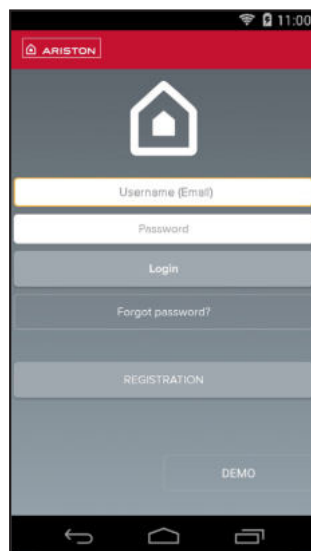 11:00
ARISTON
Username (Email)
Password
Login
Forgot password?
REGISTRATION
DEMO